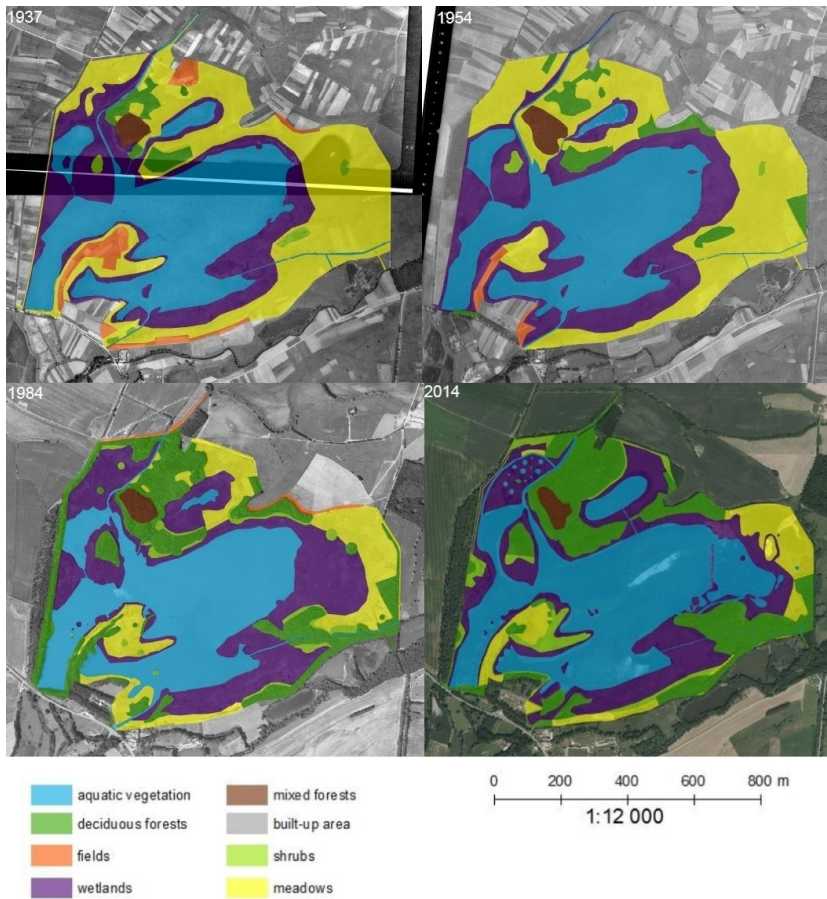 1937
1954
1984
2014
aquatic vegetation
deciduous forests
fields
wetlands
mixed forests
built-up area
shrubs
meadows
0 200 400 600 800 m
1:12 000